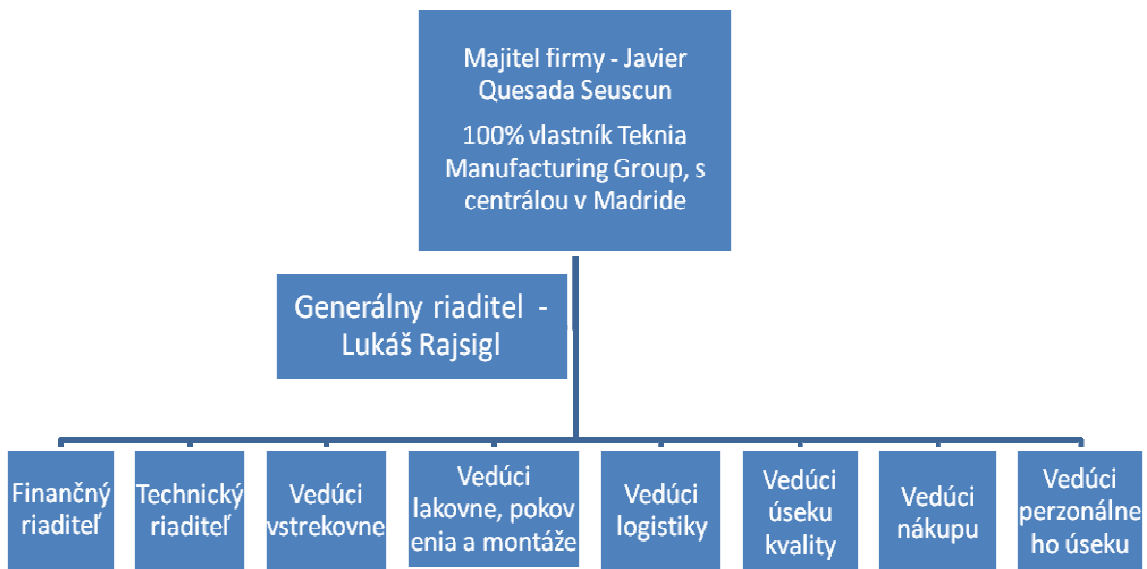 Majitel firmy - Javier
Quesada Seuscun
100% vlastník Teknia
Manufacturing Group, s
centrálou v Madride
Generálny riaditel -
Lukáš Rajsigl
Finančný
riaditeľ
Technický
riaditeľ
Vedúci
vstrekovne
Vedúci
lakovne, pokov
enia a montáže
Vedúci
logistiky
Vedúci
úseku
kvality
Vedúci
nákupu
Vedúci
perzonálne
ho úseku